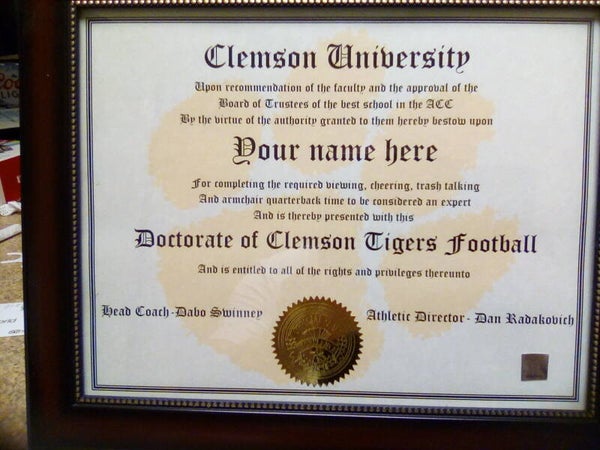 Clemson University
Upon recommendation of the faculty and the approval of the
Board of Trustees of the best school in the ACC
By the virtue of the authority granted to them hereby bestow upon
Your name here
For completing the required viewing, cheering, trash talking
And armchair quarterback time to be considered an expert
And is thereby presented with this
Doctorate of Clemson Tigers Football
And is entitled to all of the rights and privileges thereunto
Head Coach-Dabo Swinney
Athletic Director- Dan Radakovich